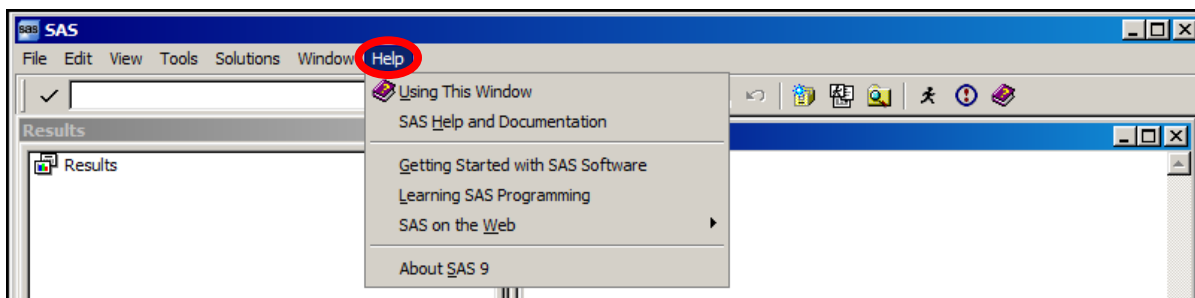 sas SAS
File Edit View Tools Solutions Window Help
Using This Window
SAS Help and Documentation
Results
Results
Getting Started with SAS Software
Learning SAS Programming
SAS on the Web
About SAS 9